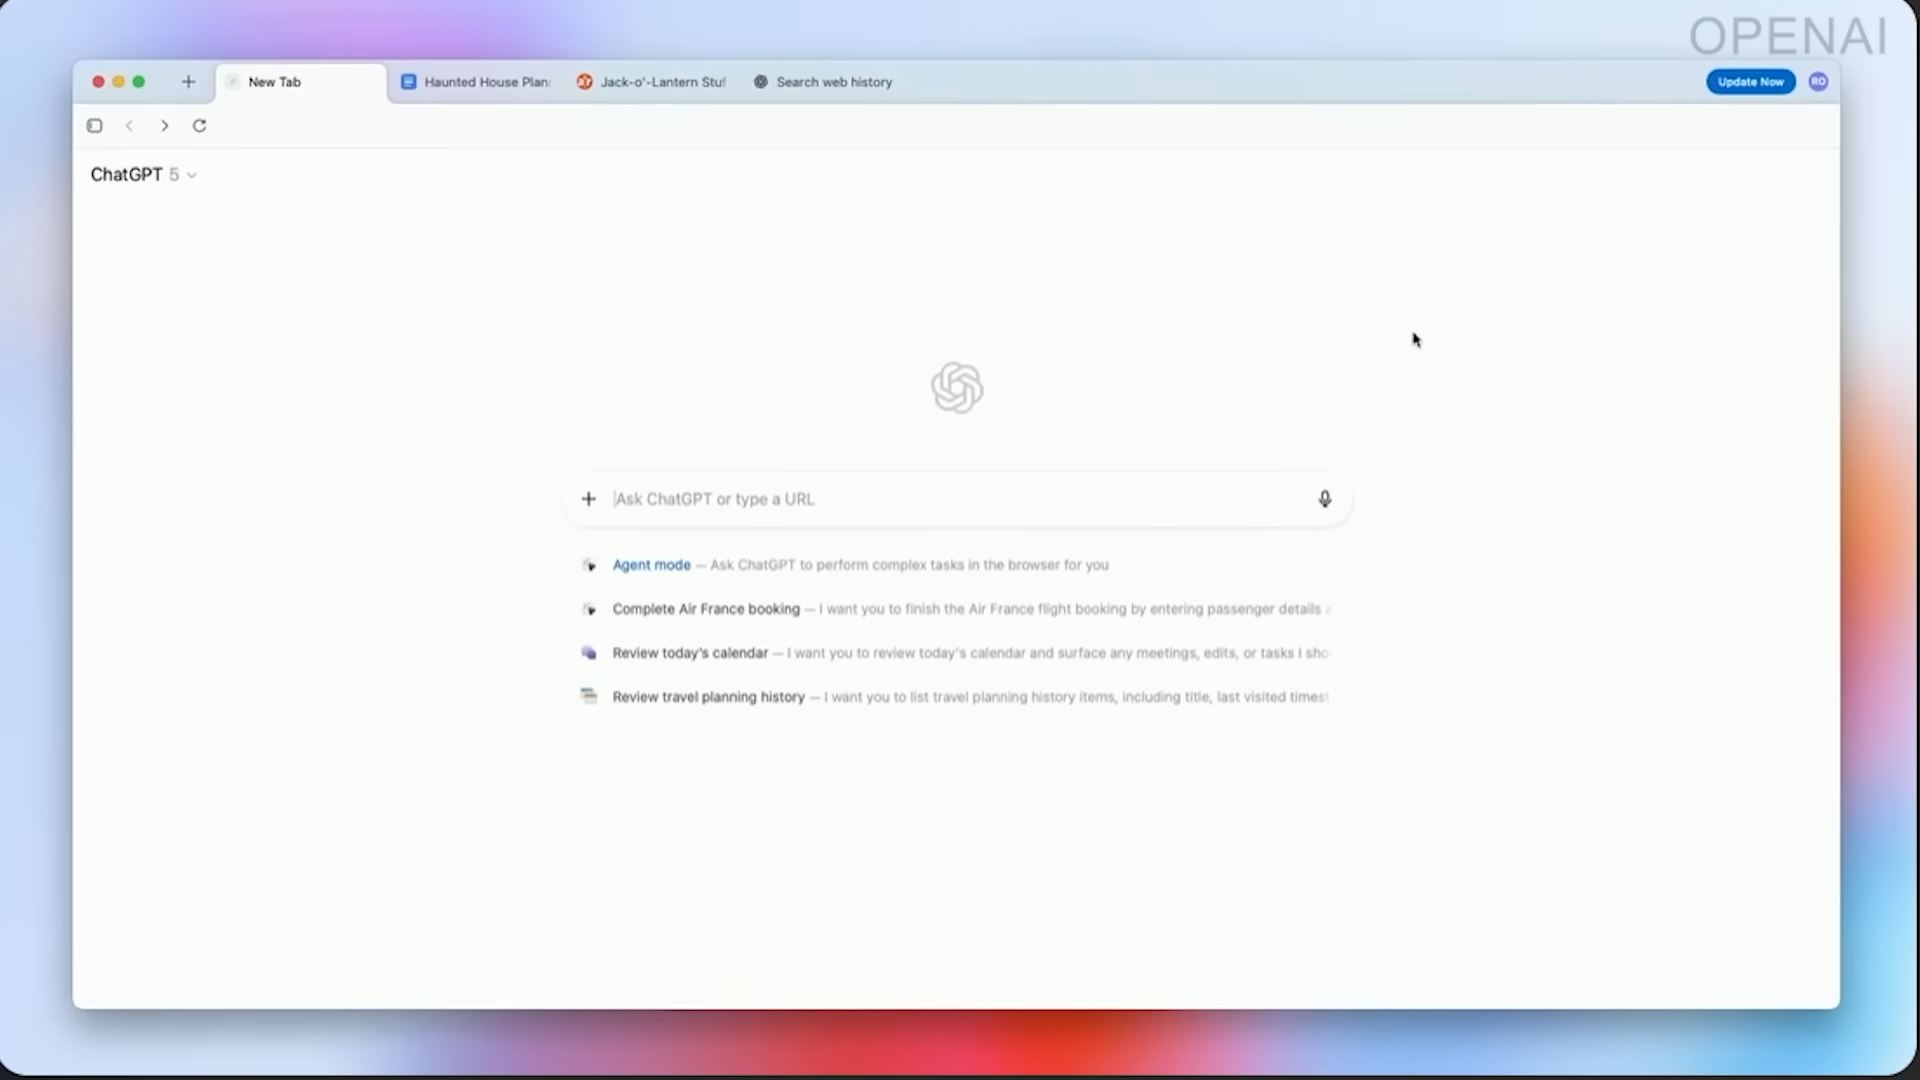 OPENAI
New Tab
Haunted House Plan
Jack-o'-Lantern Stuf
Search web history
Update Now
RO
ChatGPT 5
Ask ChatGPT or type a URL
Agent mode — Ask ChatGPT to perform complex tasks in the browser for you
Complete Air France booking — I want you to finish the Air France flight booking by entering passenger details
Review today's calendar — I want you to review today's calendar and surface any meetings, edits, or tasks I sho
Review travel planning history — I want you to list travel planning history items, including title, last visited times